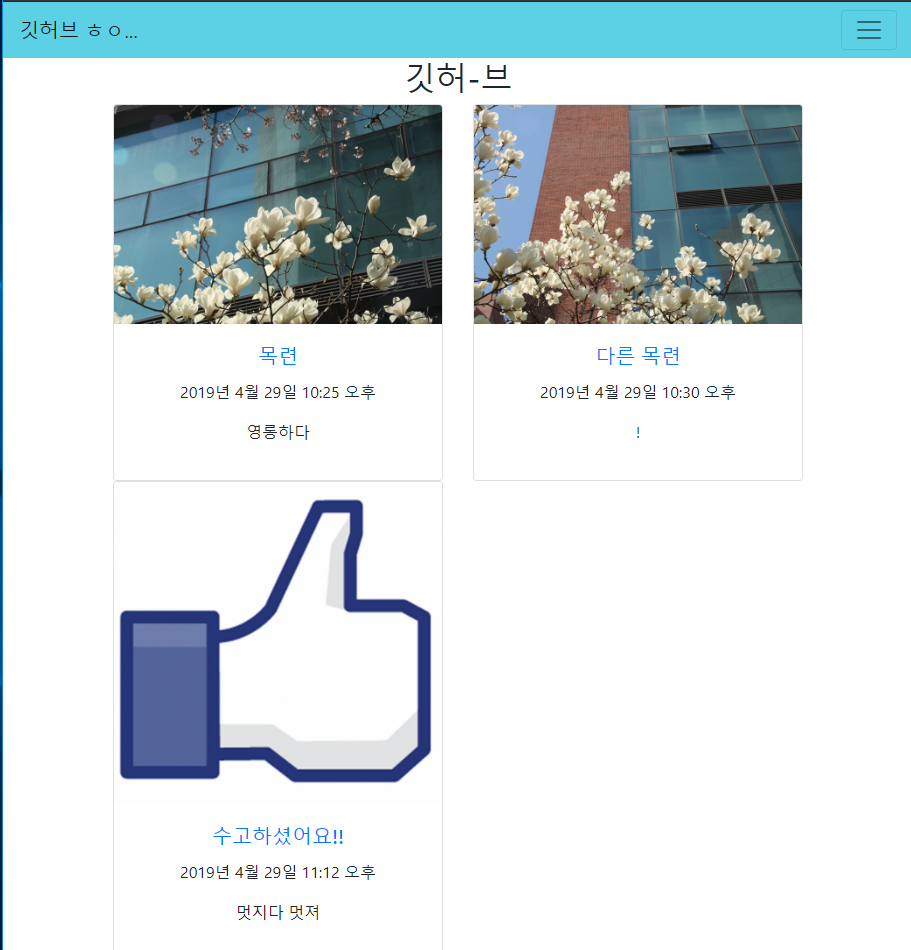 깃허브 ㅎㅇ...
깃허-브
목련
2019년 4월 29일 10:25 오후
영롱하다
다른 목련
2019년 4월 29일 10:30 오후
!
수고하셨어요!!
2019년 4월 29일 11:12 오후
멋지다 멋져